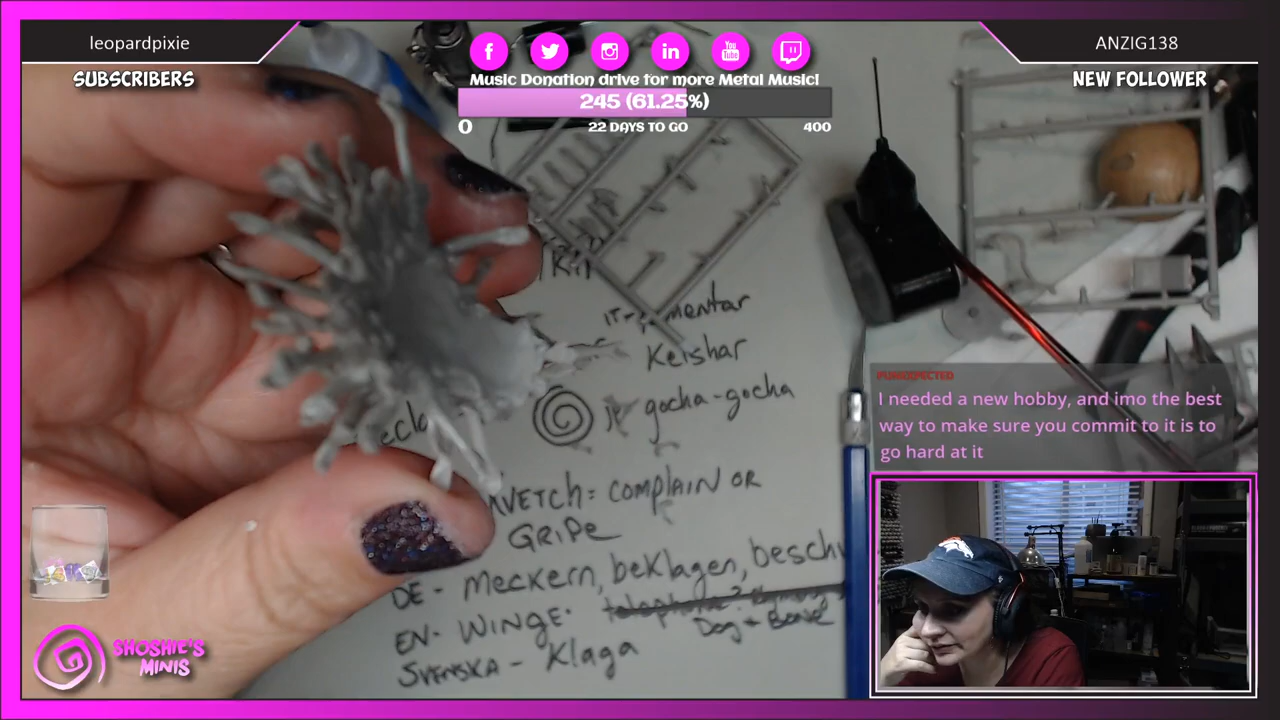 leopardpixie
SUBSCRIBERS
Music Donation drive for more Metal Music!
245 (61.25%)
0
22 DAYS TO GO
400
ANZIG138
NEW FOLLOWER
Keishar
gocha-gocha
KVETCH = COMPLAIN OR
GRIPE
DE - Meckern, beklagen, besch
EN - WINGE.
Dog + Bone
SVENSKA - Klaga
I needed a new hobby, and imo the best
way to make sure you commit to it is to
go hard at it
SHOSHIE'S
MINIS